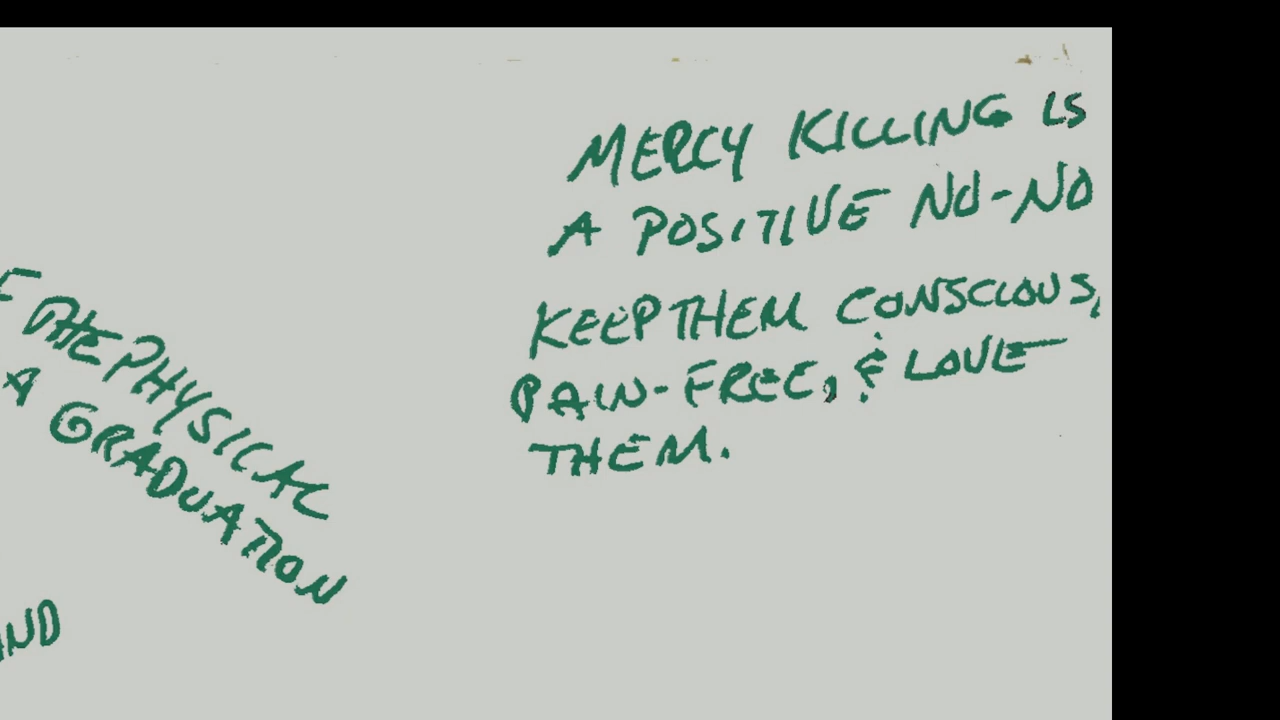 MERCY KILLING IS
A POSITIVE NO-NO
KEEP THEM CONSCIOUS,
PAIN-FREE, & LOVE
THEM.
THE PHYSICAL
A GRADUATION